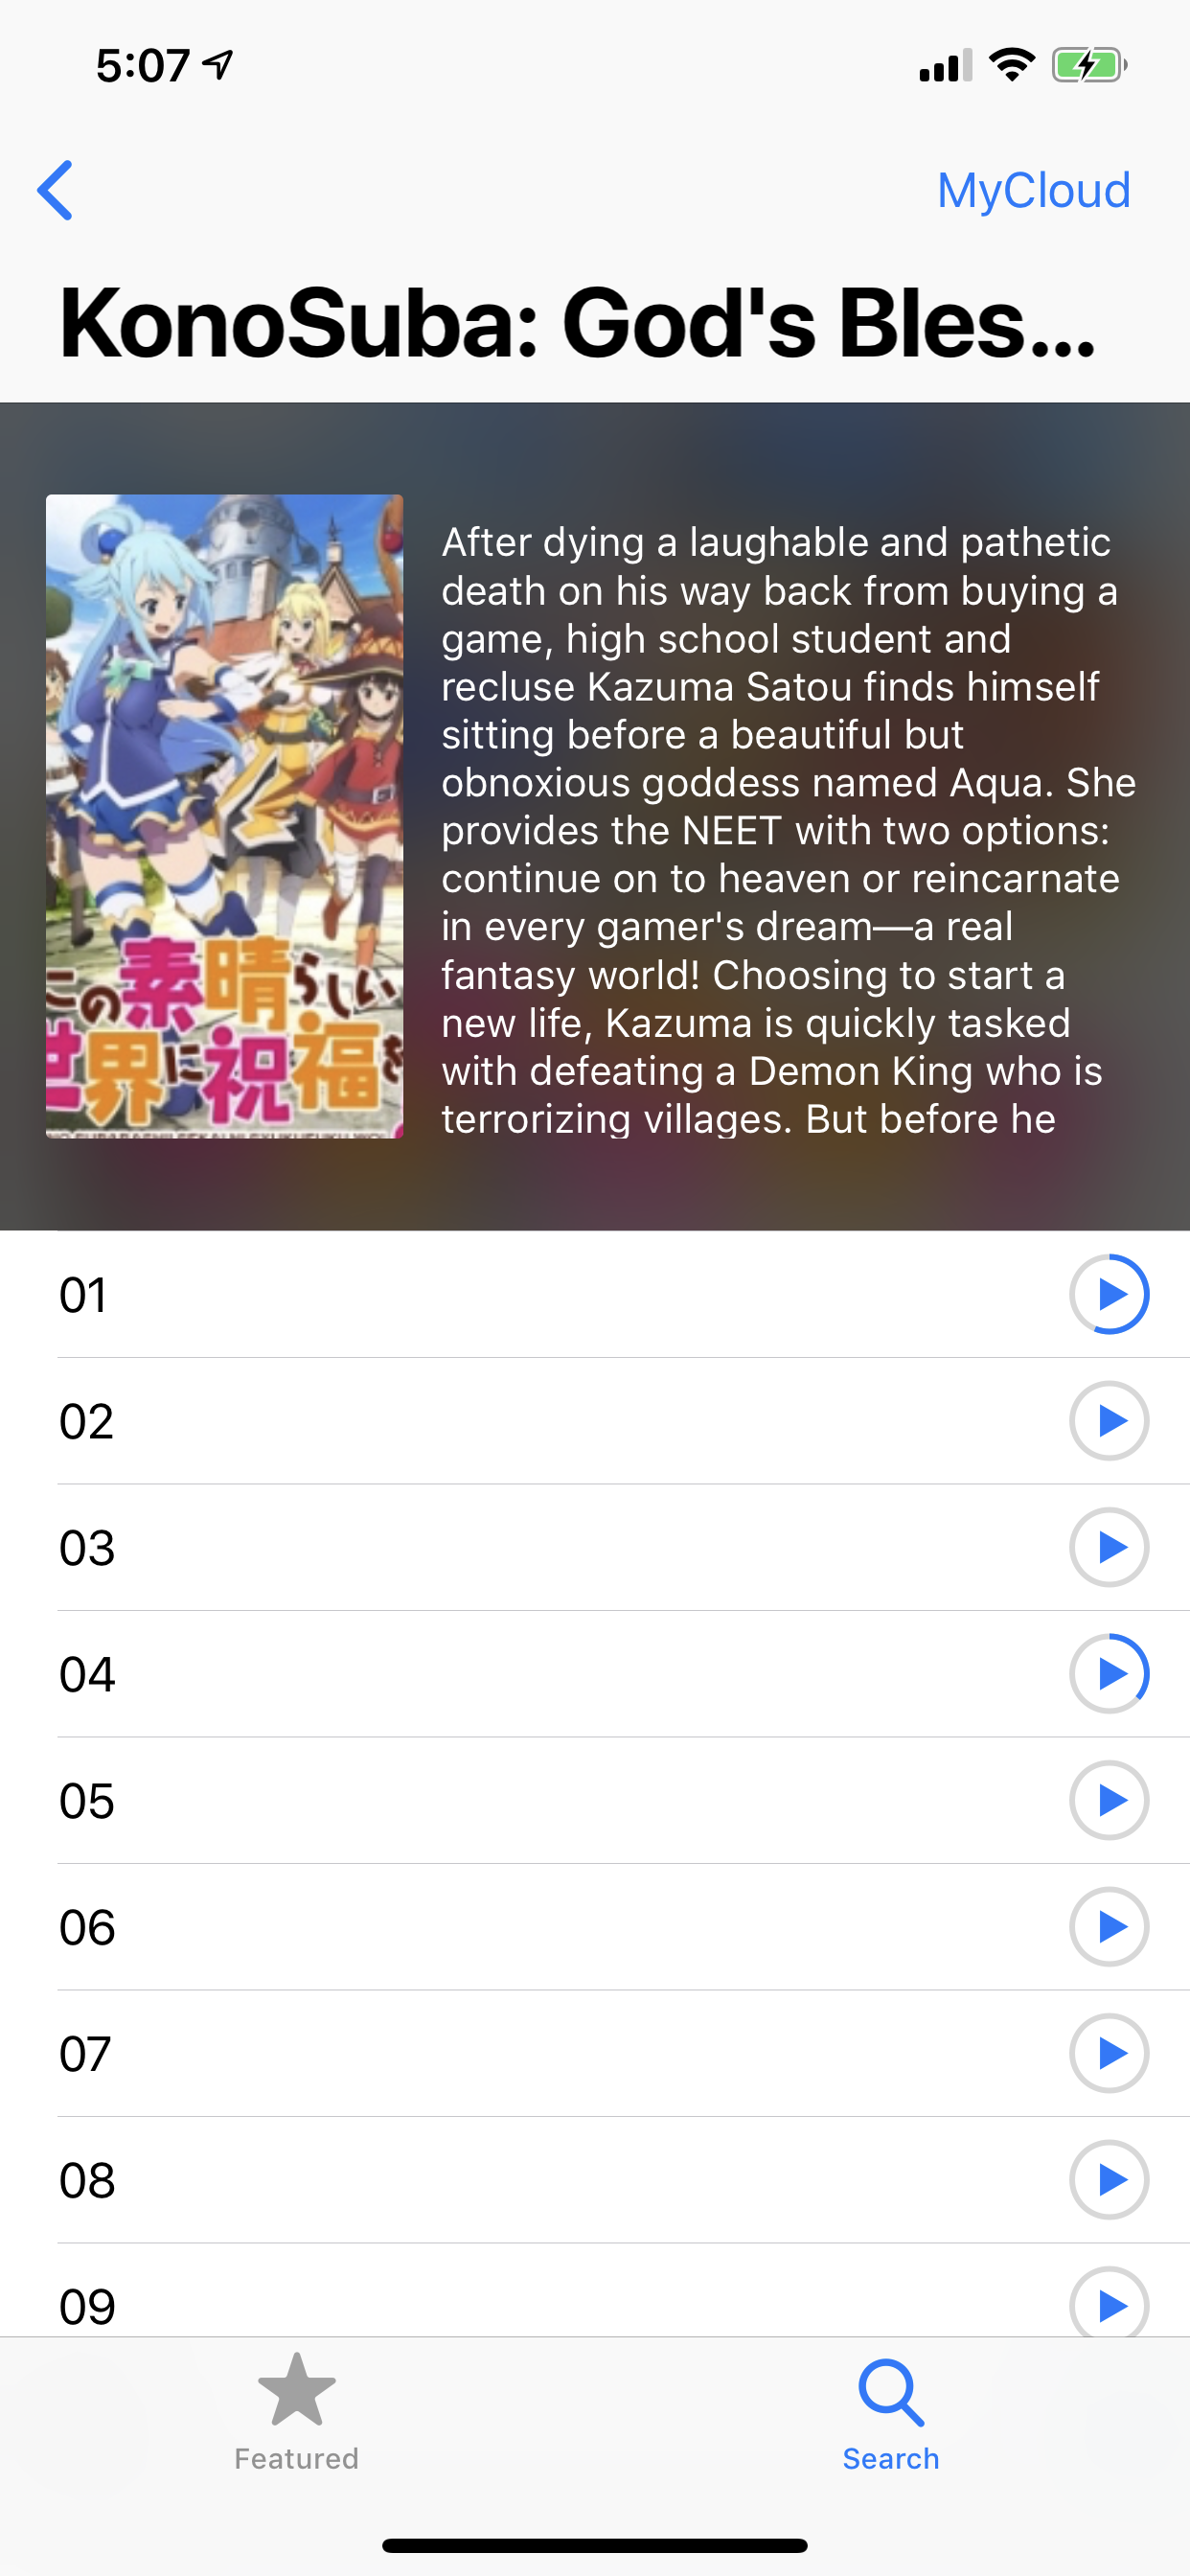 5:07
MyCloud
KonoSuba: God's Bles...
After dying a laughable and pathetic
death on his way back from buying a
game, high school student and
recluse Kazuma Satou finds himself
sitting before a beautiful but
obnoxious goddess named Aqua. She
provides the NEET with two options:
continue on to heaven or reincarnate
in every gamer's dream—a real
fantasy world! Choosing to start a
new life, Kazuma is quickly tasked
with defeating a Demon King who is
terrorizing villages. But before he
この素晴らしい
世界に祝福を
01
02
03
04
05
06
07
08
09
Featured
Search